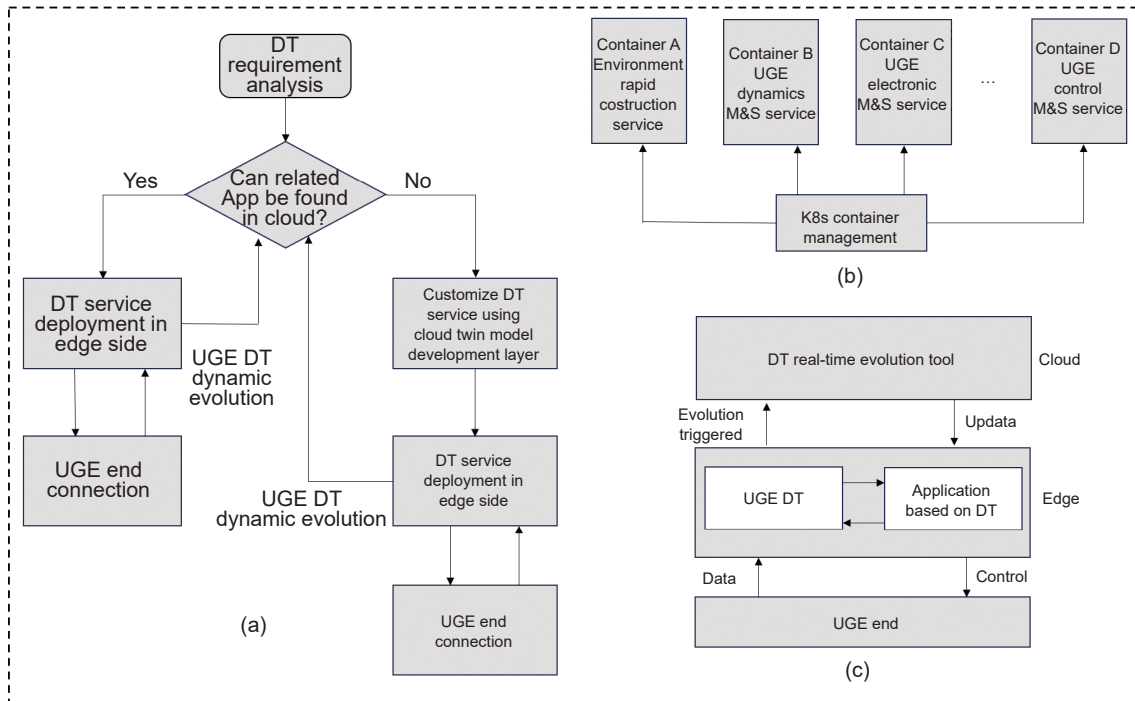 DT
requirement
analysis
Yes
Can related
App be found
in cloud?
No
DT service
deployment in
edge side
UGE DT
dynamic
evolution
UGE end
connection
Customize DT
service using
cloud twin model
development layer
DT service
deployment in
edge side
UGE DT
dynamic evolution
UGE end
connection
(a)
Container A
Environment
rapid
costruction
service
Container B
UGE
dynamics
M&S service
Container C
UGE
electronic
M&S service
...
Container D
UGE
control
M&S service
K8s container
management
(b)
DT real-time evolution tool
Cloud
Evolution
triggered
Updata
UGE DT
Application
based on DT
Edge
Data
Control
UGE end
(c)